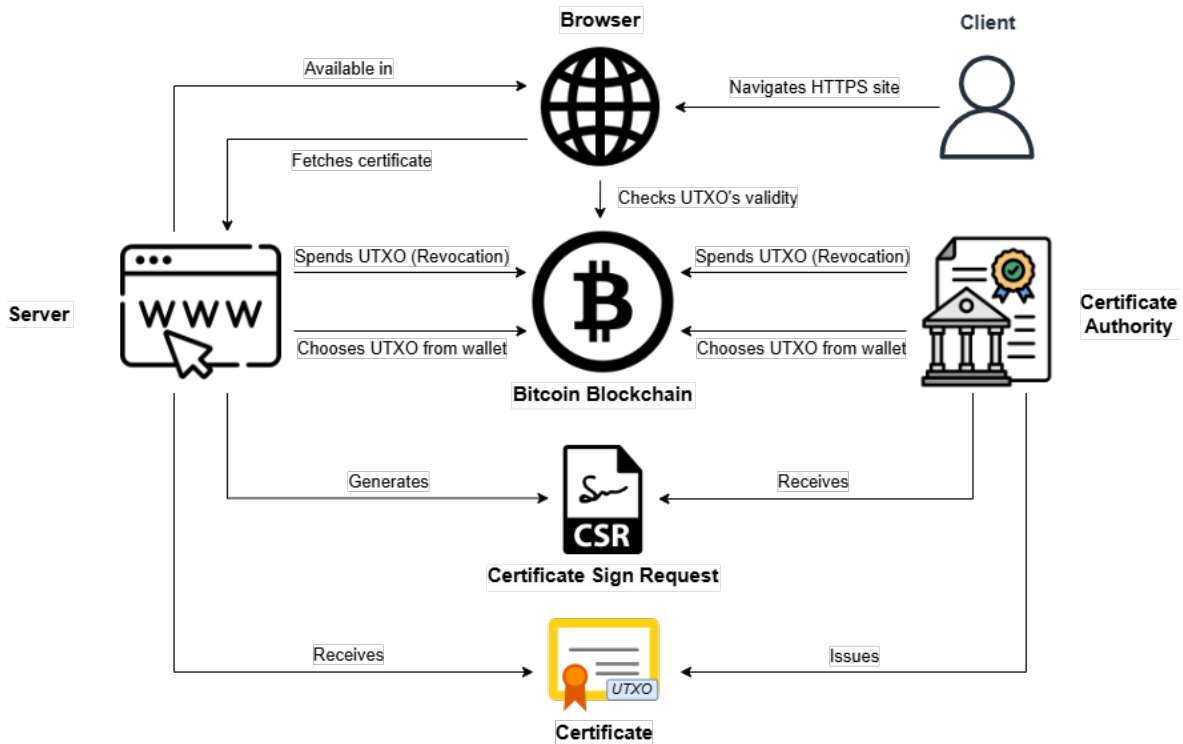 Browser
Client
Available in
Navigates HTTPS site
Fetches certificate
Checks UTXO's validity
Spends UTXO (Revocation)
Spends UTXO (Revocation)
WWW
Server
Certificate
Authority
Chooses UTXO from wallet
Chooses UTXO from wallet
Bitcoin Blockchain
Generates
Receives
CSR
Certificate Sign Request
Receives
Issues
UTXO
Certificate